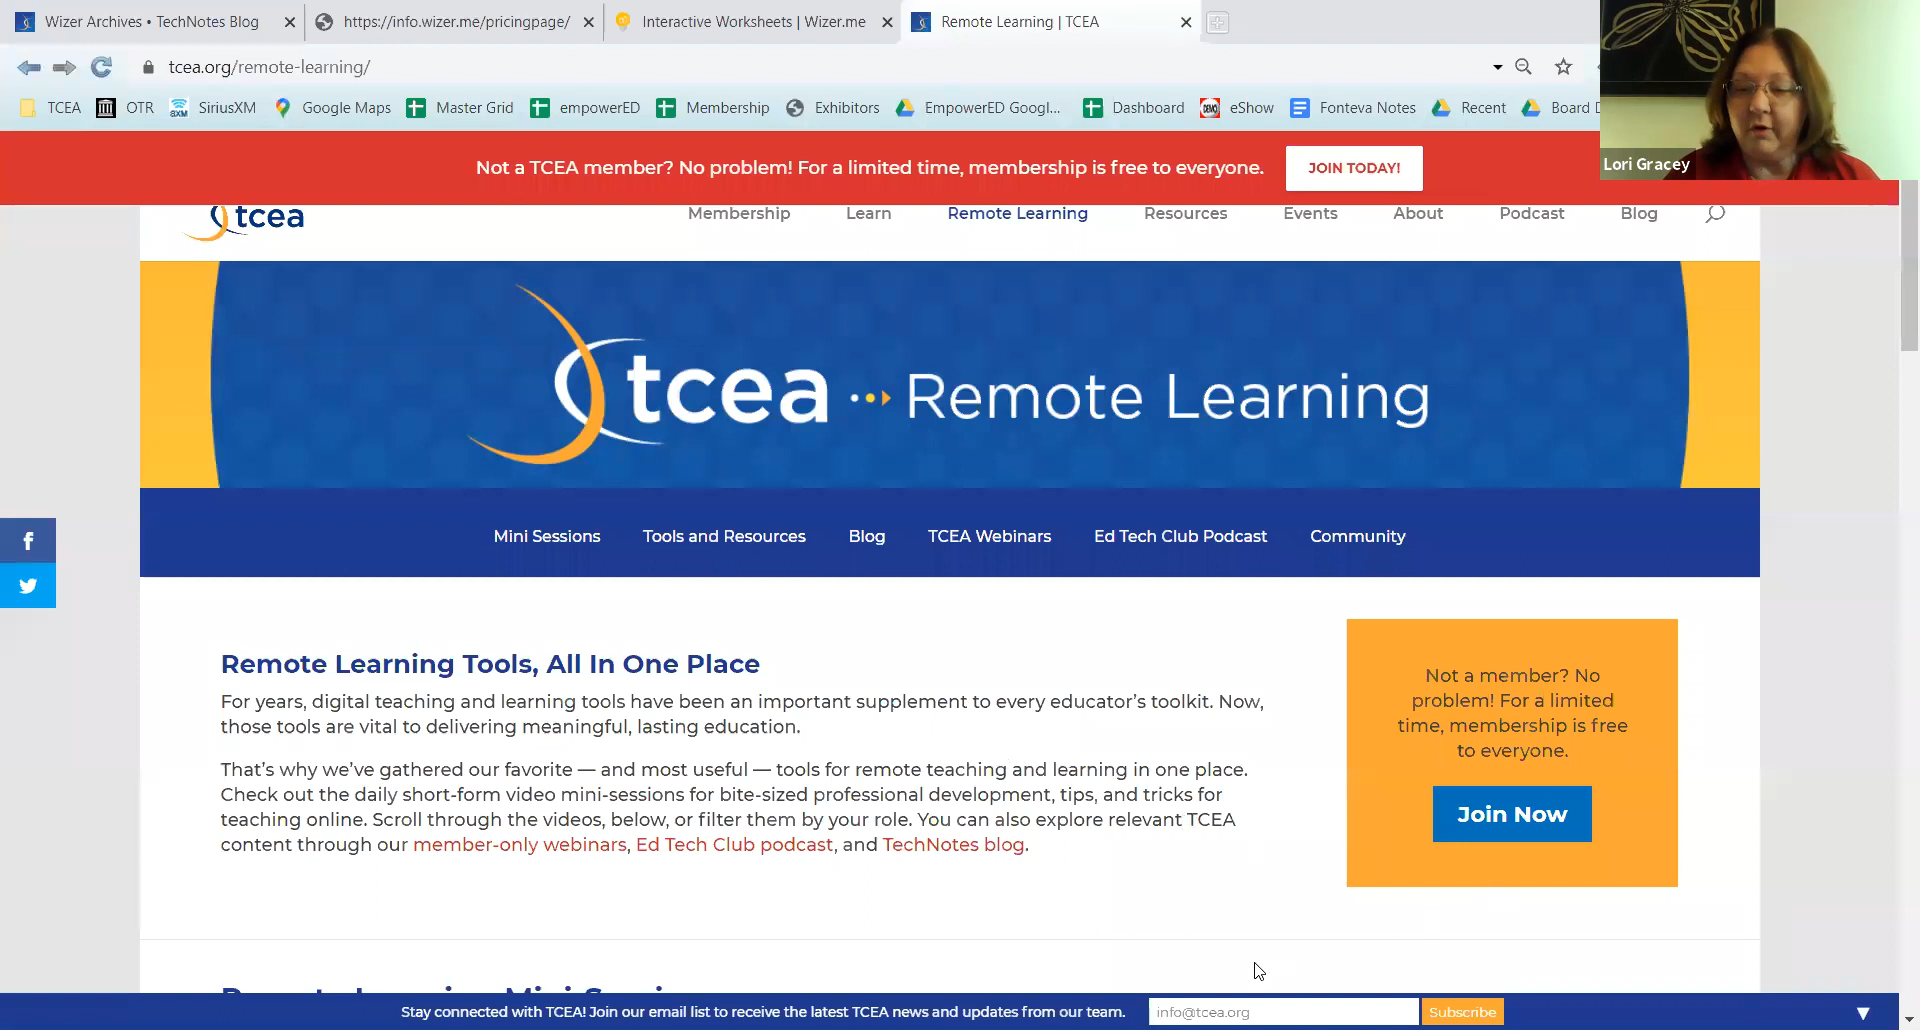 Wizer Archives • TechNotes Blog
https://info.wizer.me/pricingpage/
Interactive Worksheets | Wizer.me
Remote Learning | TCEA
tcea.org/remote-learning/
TCEA
OTR
SiriusXM
Google Maps
Master Grid
empowerED
Membership
Exhibitors
EmpowerED Googl...
Dashboard
eShow
Fonteva Notes
Recent
Board
Lori Gracey
Not a TCEA member? No problem! For a limited time, membership is free to everyone.
JOIN TODAY!
tcea
Membership
Learn
Remote Learning
Resources
Events
About
Podcast
Blog
tcea Remote Learning
Mini Sessions
Tools and Resources
Blog
TCEA Webinars
Ed Tech Club Podcast
Community
Remote Learning Tools, All In One Place
For years, digital teaching and learning tools have been an important supplement to every educator's toolkit. Now,
those tools are vital to delivering meaningful, lasting education.
That's why we've gathered our favorite — and most useful — tools for remote teaching and learning in one place.
Check out the daily short-form video mini-sessions for bite-sized professional development, tips, and tricks for
teaching online. Scroll through the videos, below, or filter them by your role. You can also explore relevant TCEA
content through our member-only webinars, Ed Tech Club podcast, and TechNotes blog.
Not a member? No
problem! For a limited
time, membership is free
to everyone.
Join Now
Stay connected with TCEA! Join our email list to receive the latest TCEA news and updates from our team.
info@tcea.org
Subscribe